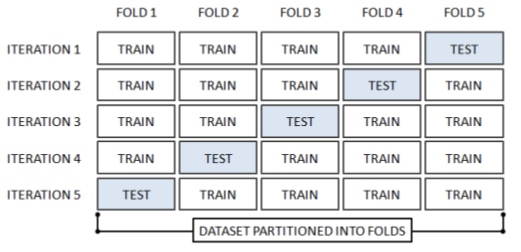 FOLD 1 FOLD 2 FOLD 3 FOLD 4 FOLD 5
ITERATION 1 TRAIN TRAIN TRAIN TRAIN TEST
ITERATION 2 TRAIN TRAIN TRAIN TEST TRAIN
ITERATION 3 TRAIN TRAIN TEST TRAIN TRAIN
ITERATION 4 TRAIN TEST TRAIN TRAIN TRAIN
ITERATION 5 TEST TRAIN TRAIN TRAIN TRAIN
DATASET PARTITIONED INTO FOLDS